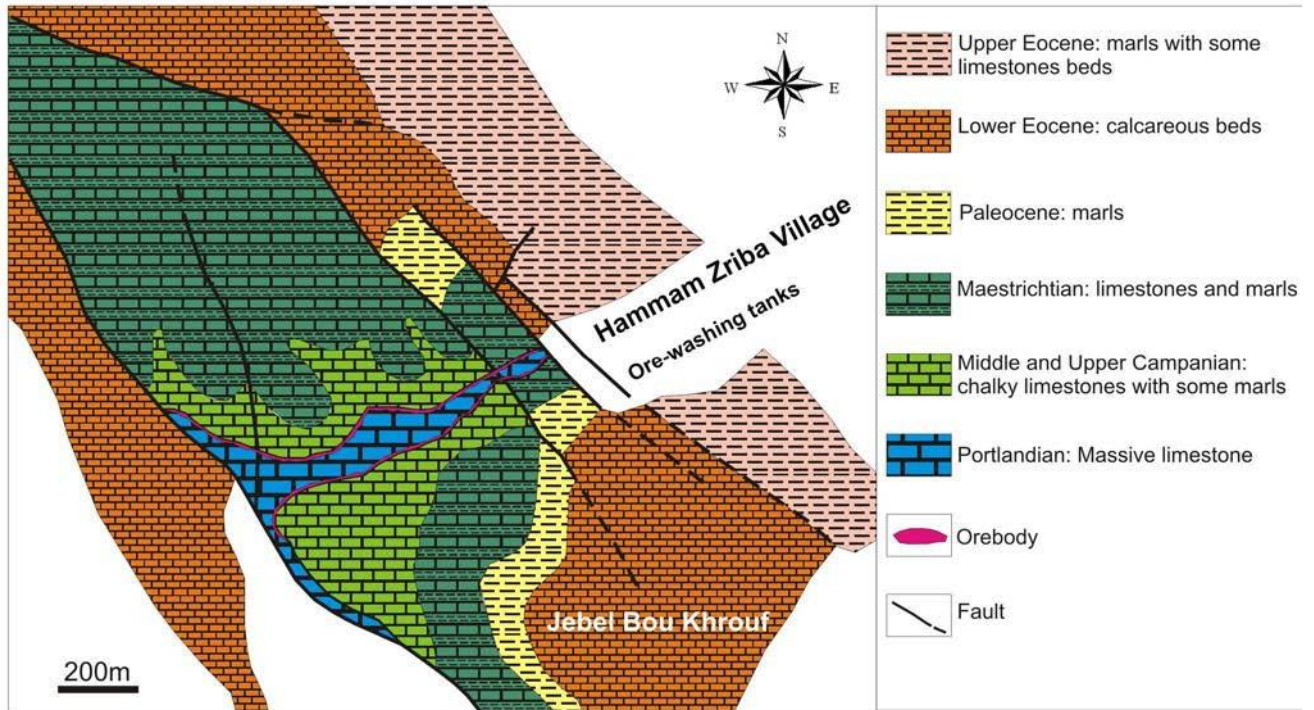 N
W E
S
Hammam Zriba Village
Ore-washing tanks
Jebel Bou Khrouf
200m
Upper Eocene: marls with some
limestones beds
Lower Eocene: calcareous beds
Paleocene: marls
Maestrichtian: limestones and marls
Middle and Upper Campanian:
chalky limestones with some marls
Portlandian: Massive limestone
Orebody
Fault